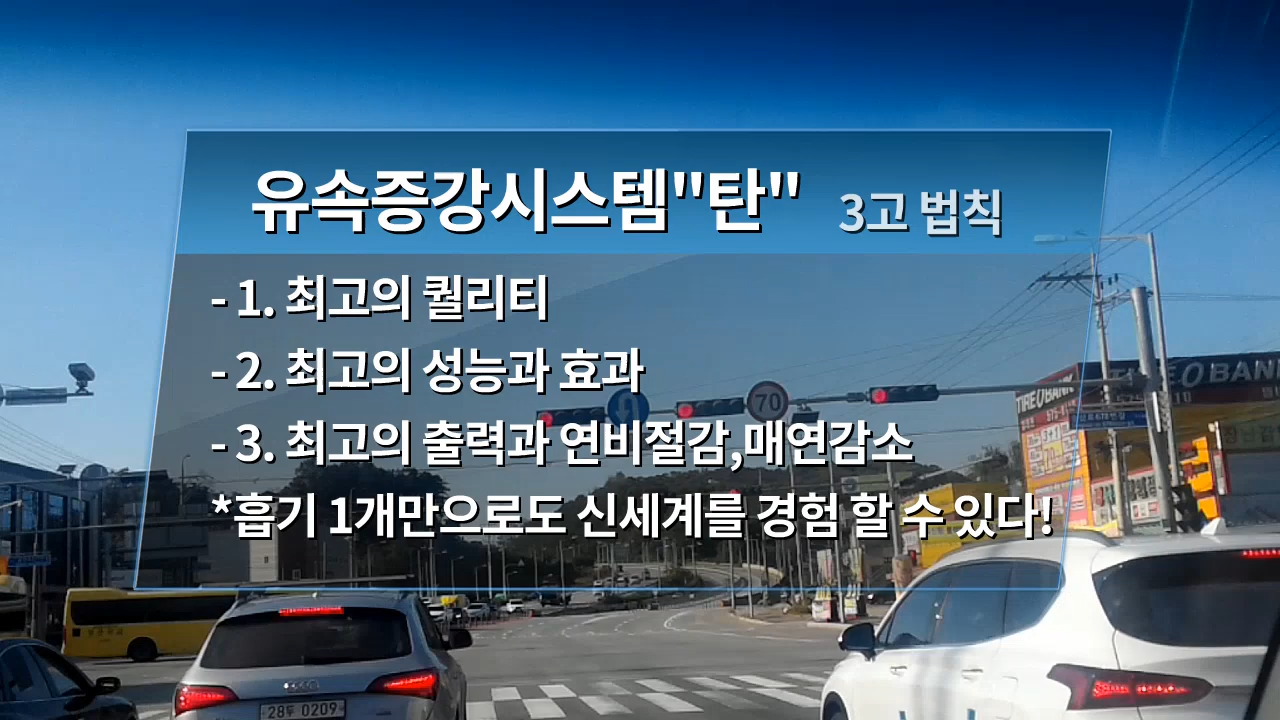 유속증강시스템"탄" 3고 법칙
- 1. 최고의 퀄리티
- 2. 최고의 성능과 효과
- 3. 최고의 출력과 연비절감,매연감소
*흡기 1개만으로도 신세계를 경험 할 수 있다!
70
TIRE BANK
TIRE BANK
28두 0209